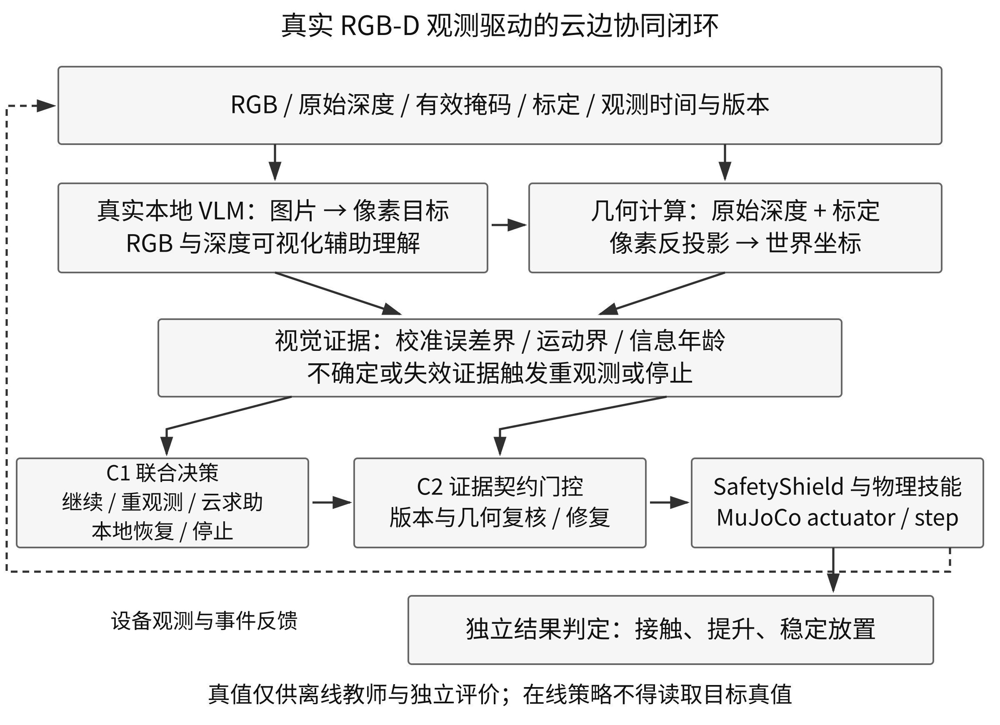 真实 RGB-D 观测驱动的云边协同闭环
RGB / 原始深度 / 有效掩码 / 标定 / 观测时间与版本
真实本地 VLM：图片 → 像素目标
RGB 与深度可视化辅助理解
几何计算：原始深度 + 标定
像素反投影 → 世界坐标
视觉证据：校准误差界 / 运动界 / 信息年龄
不确定或失效证据触发重观测或停止
C1 联合决策
继续 / 重观测 / 云求助
本地恢复 / 停止
C2 证据契约门控
版本与几何复核 / 修复
SafetyShield 与物理技能
MuJoCo actuator / step
设备观测与事件反馈
独立结果判定：接触、提升、稳定放置
真值仅供离线教师与独立评价；在线策略不得读取目标真值